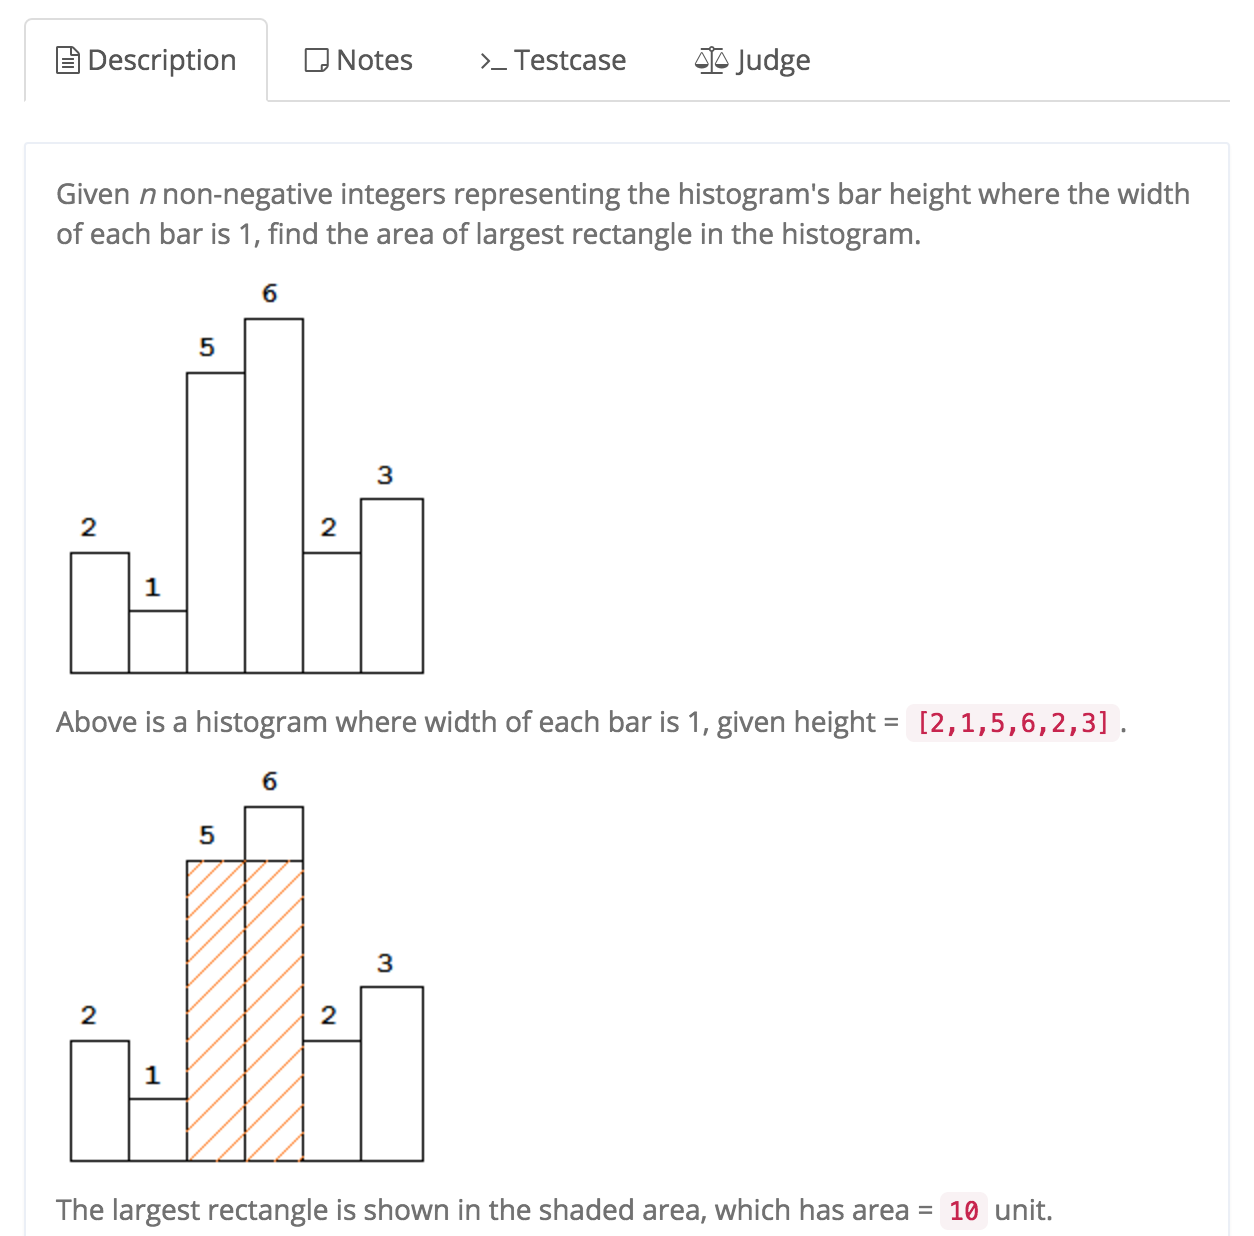 Description Notes >_ Testcase Judge
Given n non-negative integers representing the histogram's bar height where the width
of each bar is 1, find the area of largest rectangle in the histogram.
6
5
3
2 2
1
Above is a histogram where width of each bar is 1, given height = [2,1,5,6,2,3] .
6
5
3
2 2
1
The largest rectangle is shown in the shaded area, which has area = 10 unit.